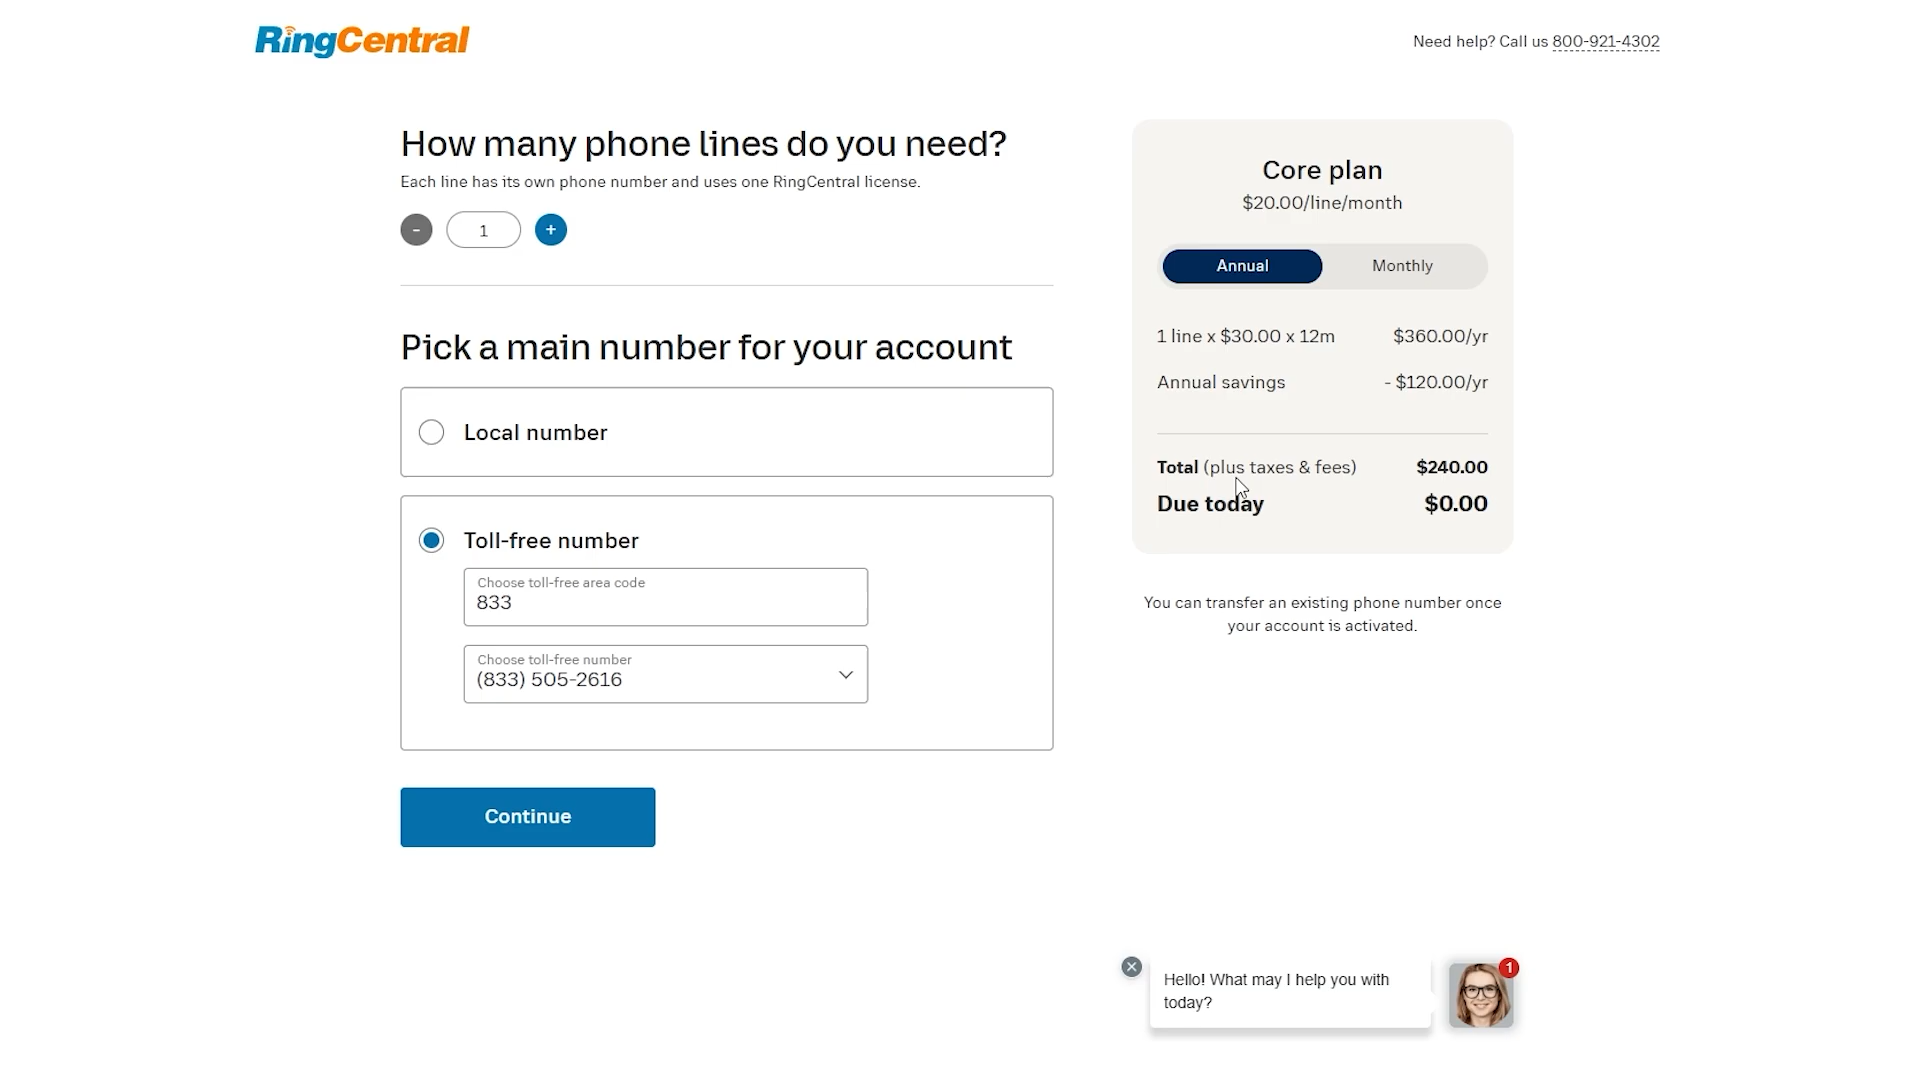 RingCentral
Need help? Call us 800-921-4302
How many phone lines do you need?
Each line has its own phone number and uses one RingCentral license.
- 1 +
Pick a main number for your account
Local number
Toll-free number
Choose toll-free area code
833
Choose toll-free number
(833) 505-2616
Continue
Core plan
$20.00/line/month
Annual Monthly
1 line x $30.00 x 12m $360.00/yr
Annual savings - $120.00/yr
Total (plus taxes & fees) $240.00
Due today $0.00
You can transfer an existing phone number once
your account is activated.
Hello! What may I help you with
today?
1